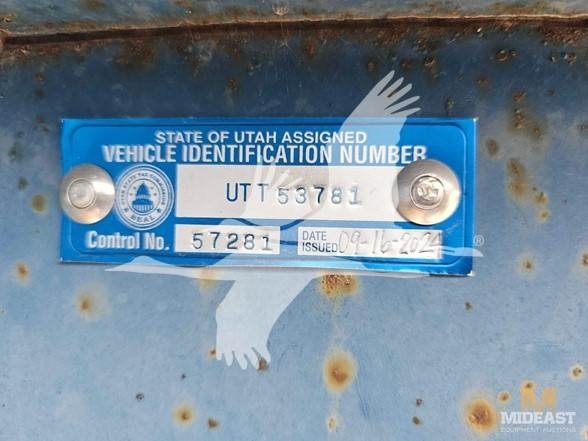 STATE OF UTAH ASSIGNED
VEHICLE IDENTIFICATION NUMBER
UTT53781
SEAL
Control No. 57281 DATE ISSUED 09-16-2024
®
MIDEAST
EQUIPMENT AUCTIONS